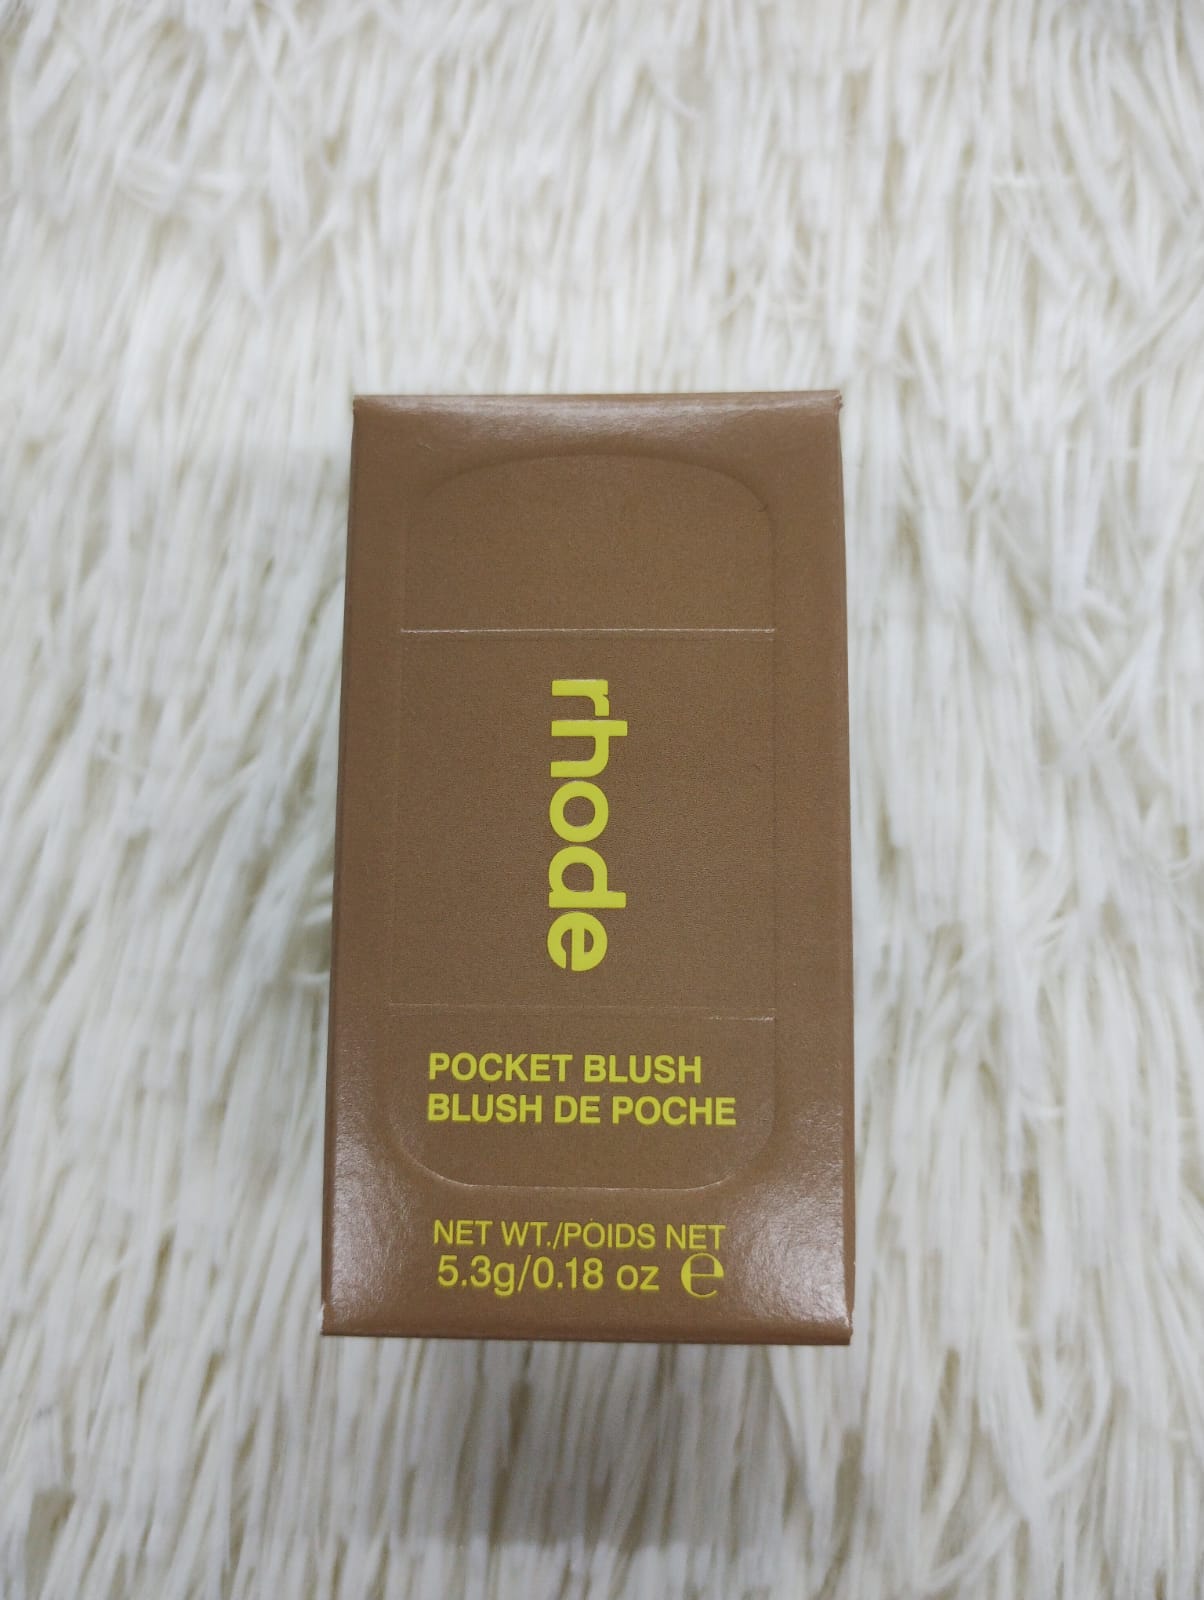 rhode
POCKET BLUSH
BLUSH DE POCHE
NET WT./POIDS NET
5.3g/0.18 oz ℮